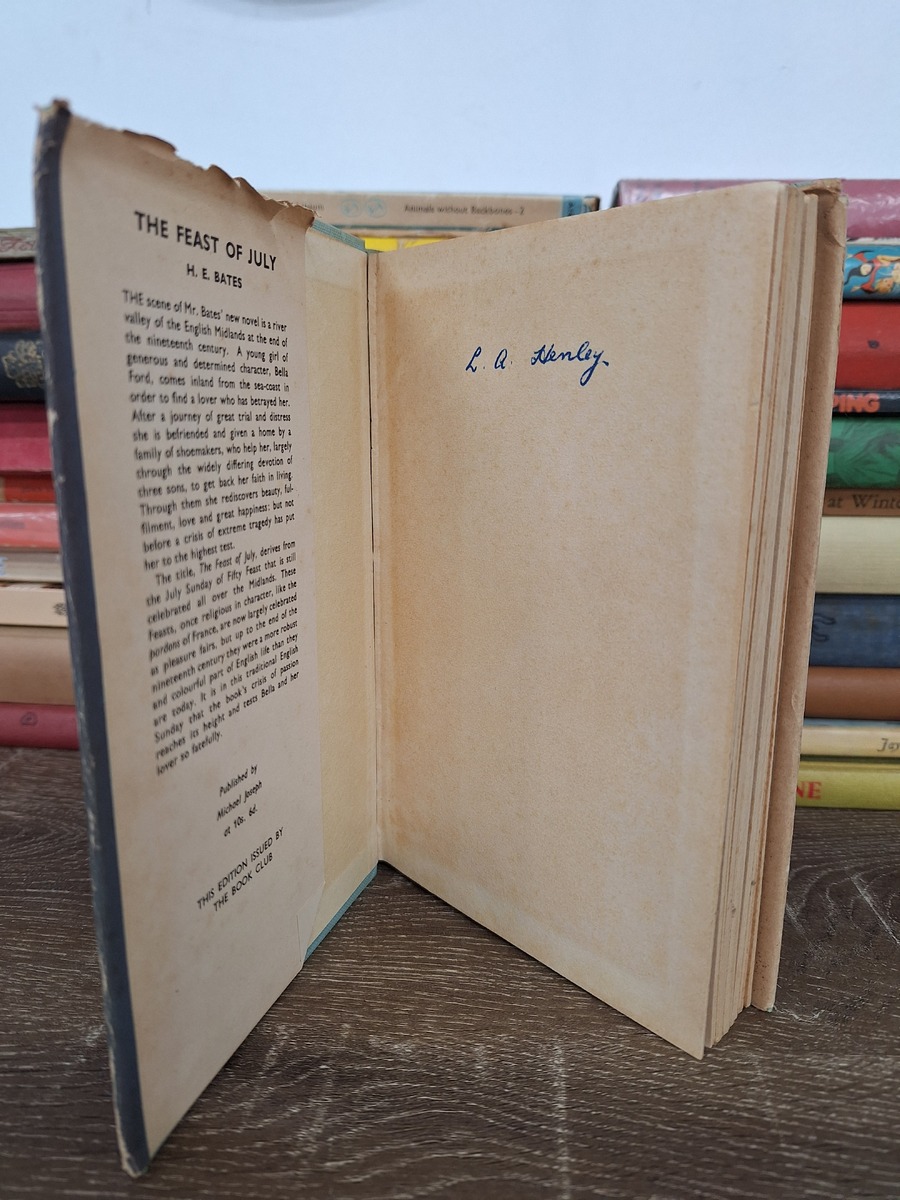 THE FEAST OF JULY
H. E. BATES
THE scene of Mr. Bates' new novel is a river
valley of the English Midlands at the end of
the nineteenth century. A young girl of
generous and determined character, Bella
Ford, comes inland from the sea-coast in
order to find a lover who has betrayed her.
After a journey of great trial and distress
she is befriended and given a home by a
family of shoemakers, who help her, largely
through the widely differing devotion of
three sons, to get back her faith in living.
Through them she rediscovers beauty, ful-
filment, love and great happiness: but not
before a crisis of extreme tragedy has put
her to the highest test.
The title, The Feast of July, derives from
the July Sunday of Fifty Feast that is still
celebrated all over the Midlands. These
Feasts, once religious in character, like the
pardons of France, are now largely celebrated
as pleasure fairs, but up to the end of the
nineteenth century they were a more robust
and colourful part of English life than they
are today. It is in this traditional English
Sunday that the book's crisis of passion
reaches its height and tests Bella and her
lover so fatefully.
Published by
Michael Joseph
at 10s. 6d.
THIS EDITION ISSUED BY
THE BOOK CLUB
L. A. Henley.
Animals without Backbones—2
PING
at Winte
NE